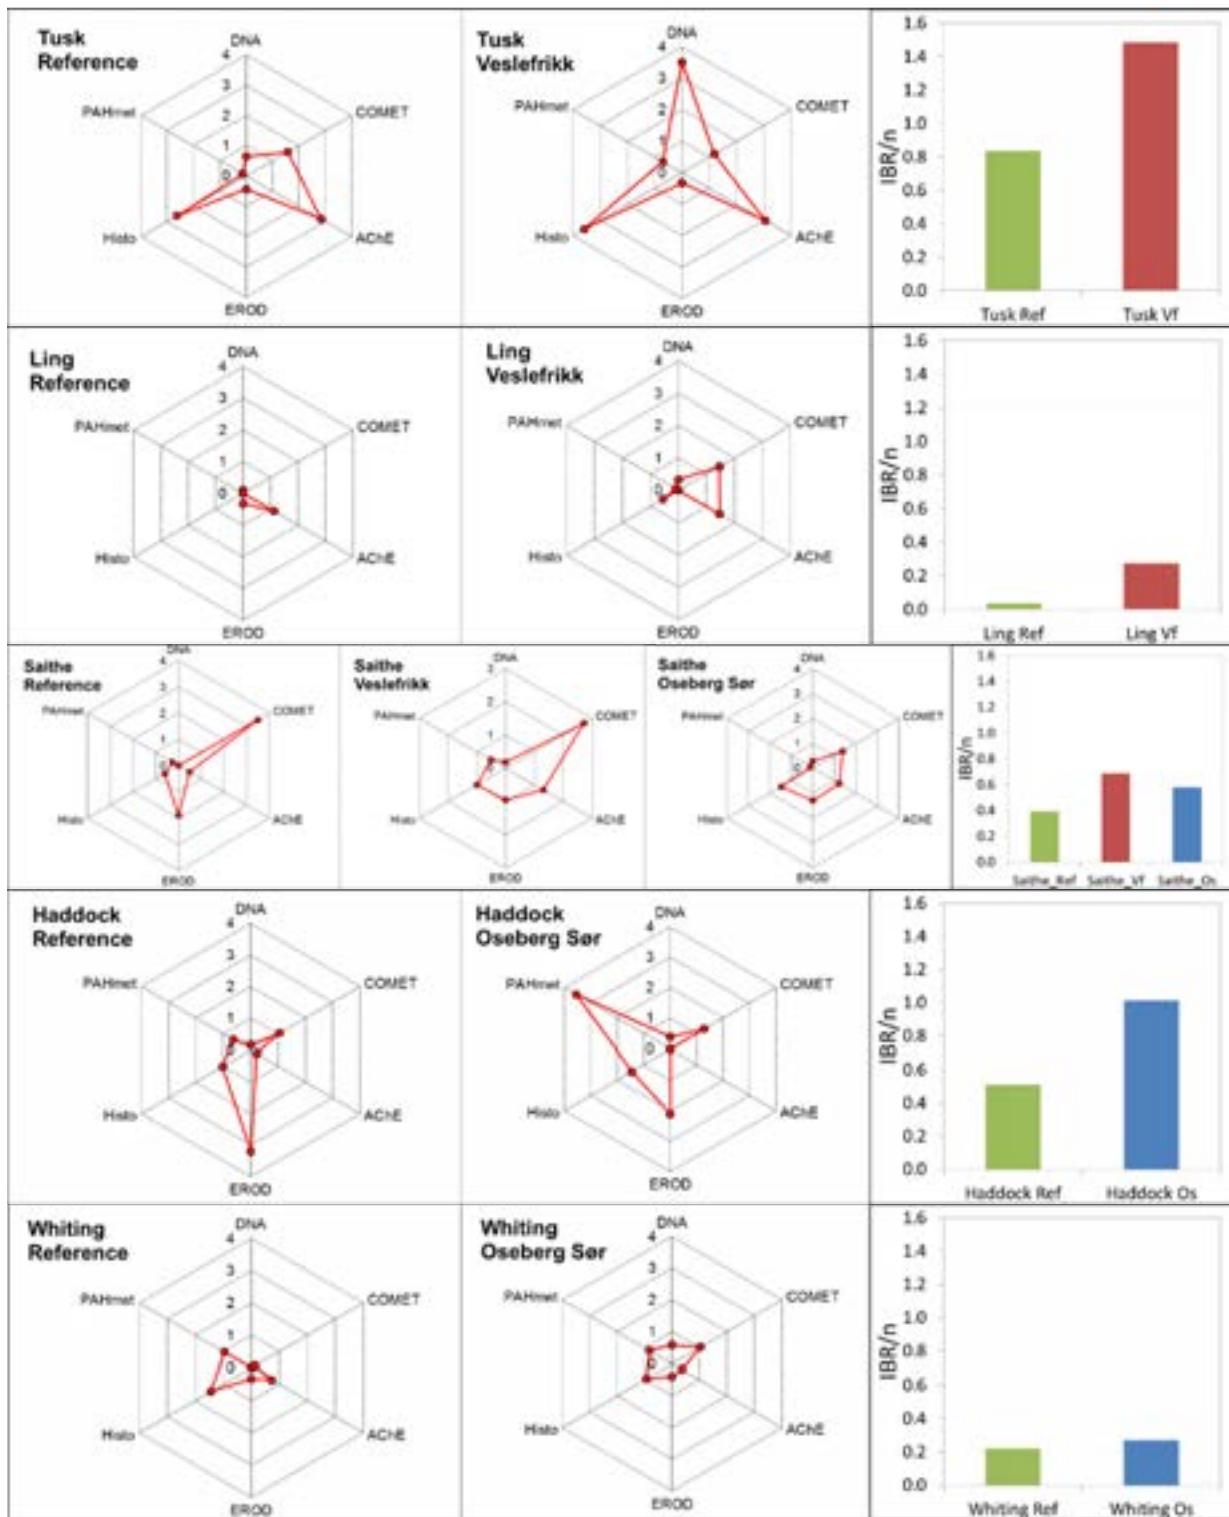 Tusk
Reference
DNA
COMET
AChE
EROD
Histo
PAHmet
4
3
2
1
0
Tusk
Veslefrikk
DNA
COMET
AChE
EROD
Histo
PAHmet
4
3
2
1
0
IBR/n
1.6
1.4
1.2
1.0
0.8
0.6
0.4
0.2
0.0
Tusk Ref
Tusk Vf
Ling
Reference
DNA
COMET
AChE
EROD
Histo
PAHmet
4
3
2
1
0
Ling
Veslefrikk
DNA
COMET
AChE
EROD
Histo
PAHmet
4
3
2
1
0
IBR/n
1.6
1.4
1.2
1.0
0.8
0.6
0.4
0.2
0.0
Ling Ref
Ling Vf
Saithe
Reference
DNA
COMET
AChE
EROD
Histo
PAHmet
4
3
2
1
0
Saithe
Veslefrikk
DNA
COMET
AChE
EROD
Histo
PAHmet
3
2
1
0
Saithe
Oseberg Sør
DNA
COMET
AChE
EROD
Histo
PAHmet
4
3
2
1
0
IBR/n
1.6
1.4
1.2
1.0
0.8
0.6
0.4
0.2
0.0
Saithe_Ref
Saithe_Vf
Saithe_Os
Haddock
Reference
DNA
COMET
AChE
EROD
Histo
PAHmet
4
3
2
1
0
Haddock
Oseberg Sør
DNA
COMET
AChE
EROD
Histo
PAHmet
4
3
2
1
0
IBR/n
1.6
1.4
1.2
1.0
0.8
0.6
0.4
0.2
0.0
Haddock Ref
Haddock Os
Whiting
Reference
DNA
COMET
AChE
EROD
Histo
PAHmet
4
3
2
1
0
Whiting
Oseberg Sør
DNA
COMET
AChE
EROD
Histo
PAHmet
4
3
2
1
0
IBR/n
1.6
1.4
1.2
1.0
0.8
0.6
0.4
0.2
0.0
Whiting Ref
Whiting Os